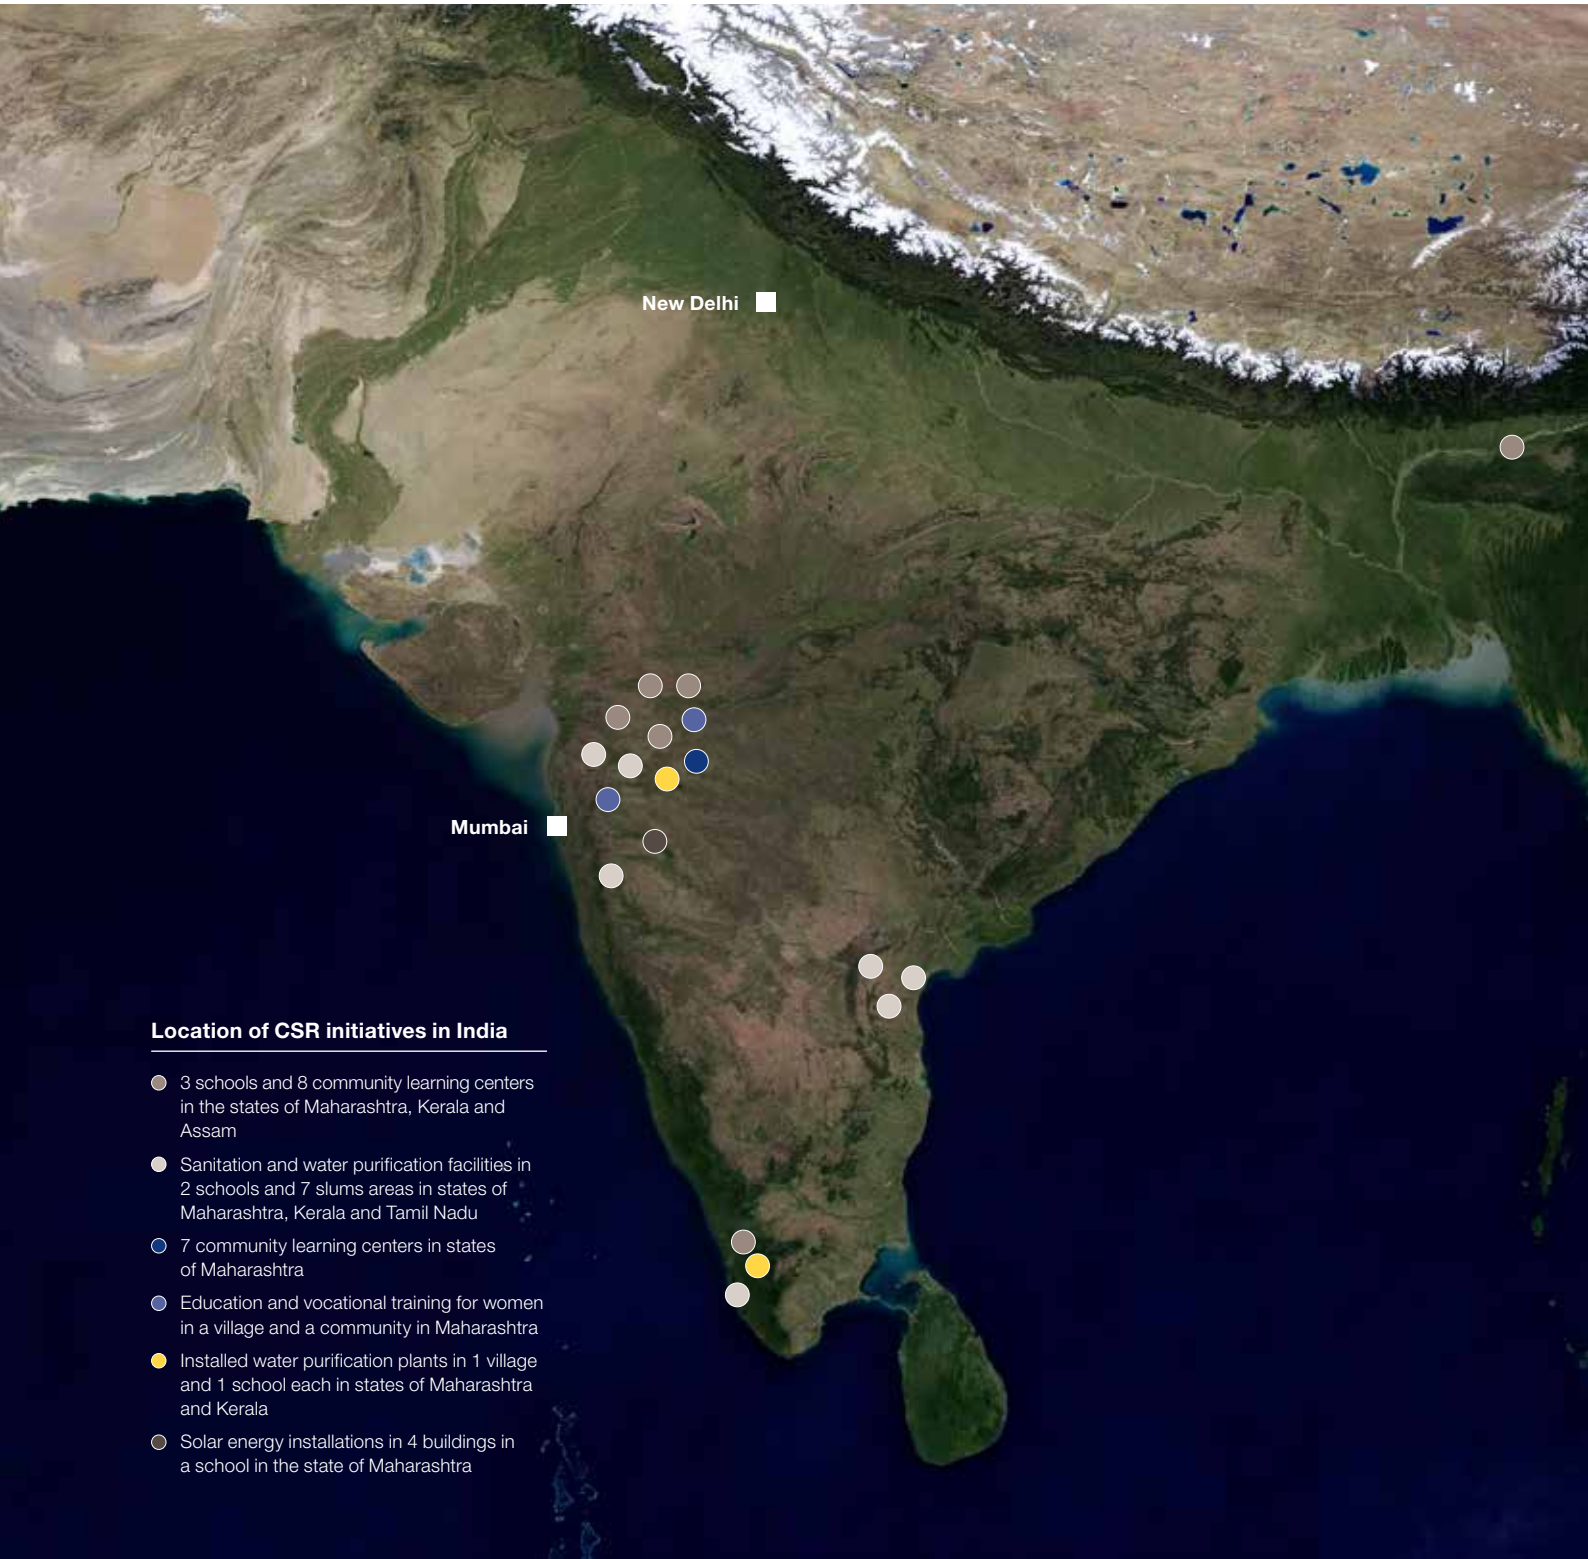 New Delhi
Mumbai
Location of CSR initiatives in India
3 schools and 8 community learning centers
in the states of Maharashtra, Kerala and
Assam
Sanitation and water purification facilities in
2 schools and 7 slums areas in states of
Maharashtra, Kerala and Tamil Nadu
7 community learning centers in states
of Maharashtra
Education and vocational training for women
in a village and a community in Maharashtra
Installed water purification plants in 1 village
and 1 school each in states of Maharashtra
and Kerala
Solar energy installations in 4 buildings in
a school in the state of Maharashtra